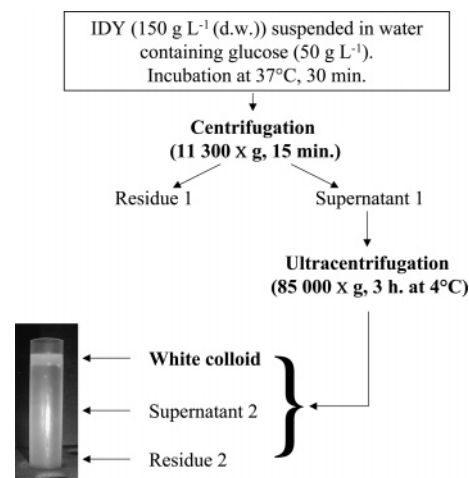 IDY (150 g L⁻¹ (d.w.)) suspended in water
containing glucose (50 g L⁻¹).
Incubation at 37°C, 30 min.
Centrifugation
(11 300 x g, 15 min.)
Residue 1
Supernatant 1
Ultracentrifugation
(85 000 x g, 3 h. at 4°C)
White colloid
Supernatant 2
Residue 2